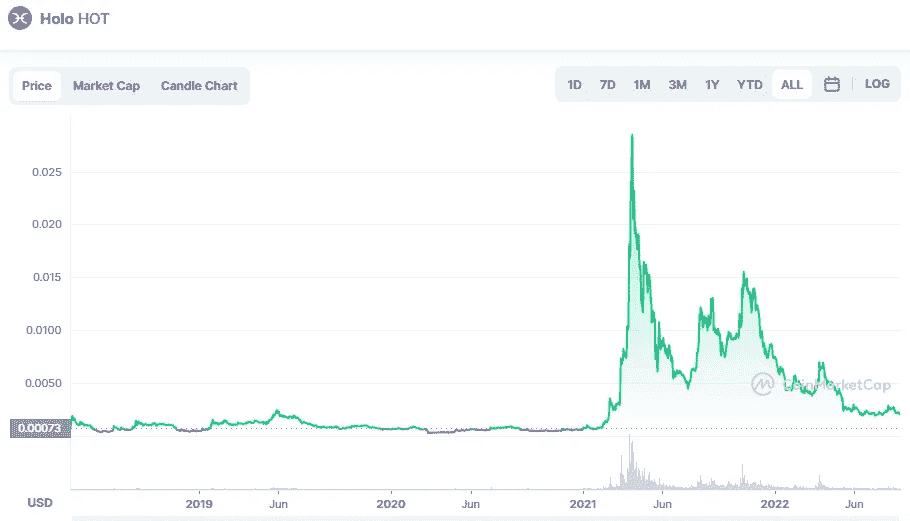 Holo HOT
Price Market Cap Candle Chart 1D 7D 1M 3M 1Y YTD ALL LOG
0.025
0.020
0.015
0.0100
0.0050
CoinMarketCap
0.00073
USD 2019 Jun 2020 Jun 2021 Jun 2022 Jun